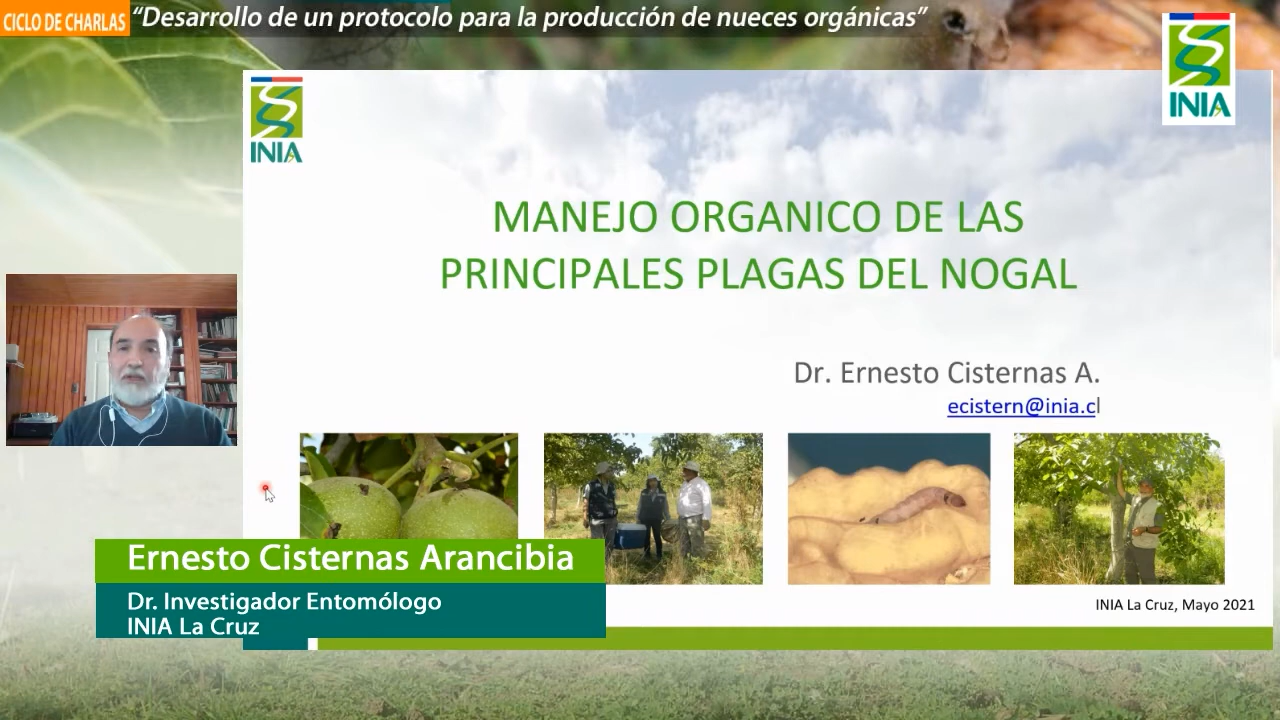 CICLO DE CHARLAS
“Desarrollo de un protocolo para la producción de nueces orgánicas”
INIA
INIA
MANEJO ORGANICO DE LAS
PRINCIPALES PLAGAS DEL NOGAL
Dr. Ernesto Cisternas A.
ecistern@inia.cl
Ernesto Cisternas Arancibia
Dr. Investigador Entomólogo
INIA La Cruz
INIA La Cruz, Mayo 2021